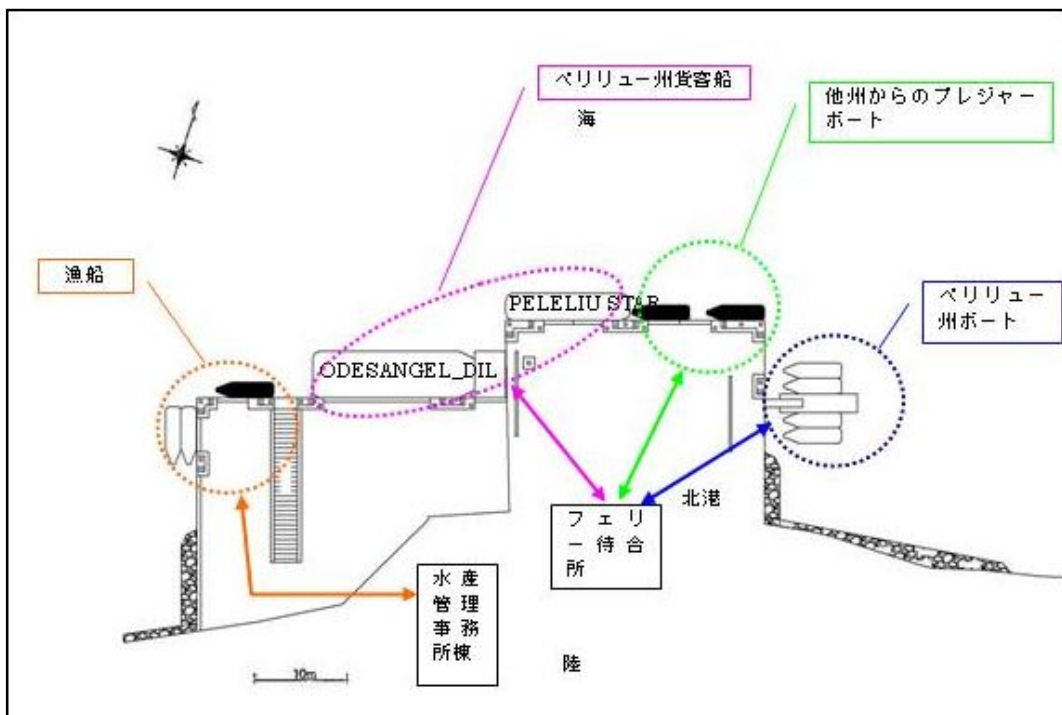 ペリリュー州貨客船
海
他州からのプレジャー
ボート
漁船
PELELIU STAR
ペリリュー
州ボート
ODESANGEL_DIL
北港
フェリ
ー待合
所
水産
管理
事務
所棟
陸
10m